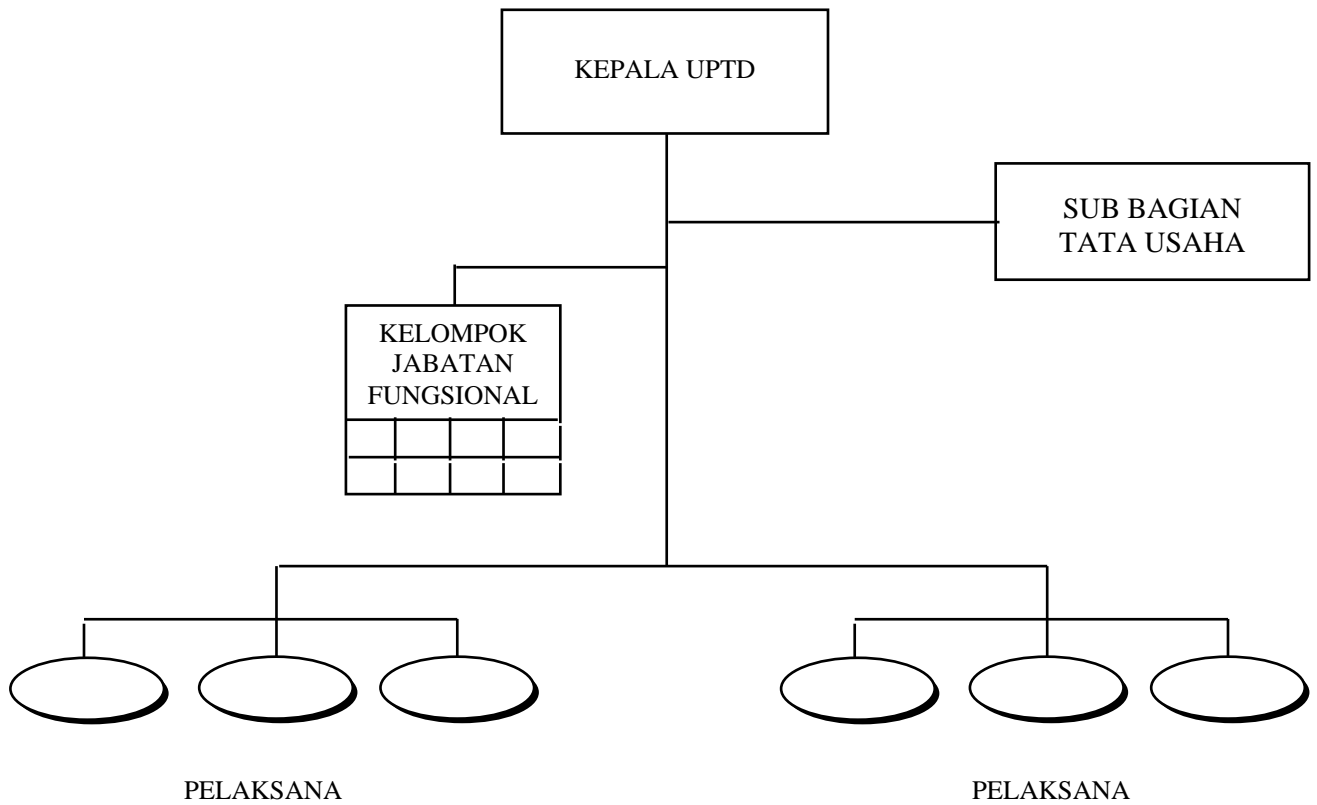 KEPALA UPTD
SUB BAGIAN
TATA USAHA
KELOMPOK
JABATAN
FUNGSIONAL
PELAKSANA
PELAKSANA